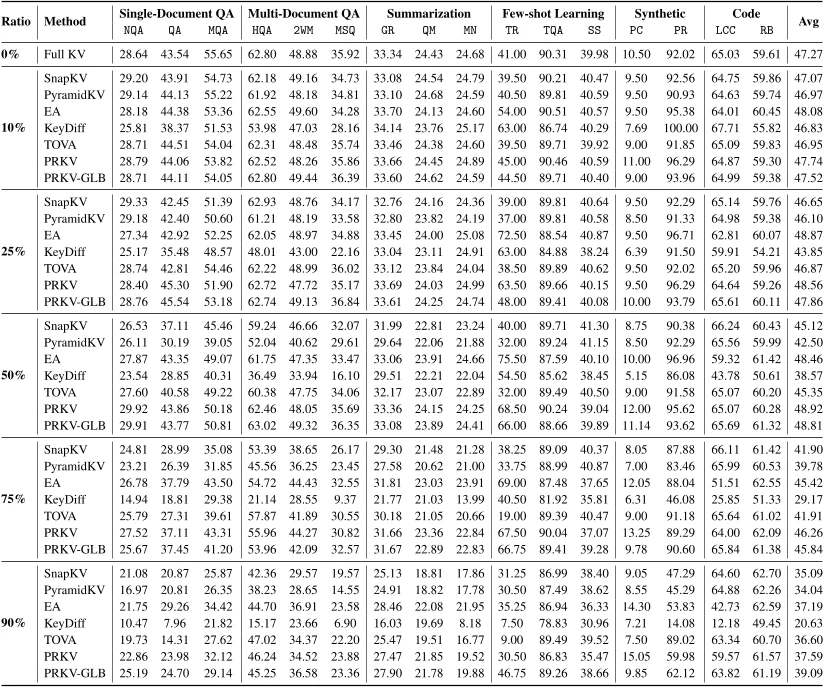 Ratio Method Single-Document QA Multi-Document QA Summarization Few-shot Learning Synthetic Code Avg
NQA QA MQA HQA 2WM MSQ GR QM MN TR TQA SS PC PR LCC RB
0% Full KV 28.64 43.54 55.65 62.80 48.88 35.92 33.34 24.43 24.68 41.00 90.31 39.98 10.50 92.02 65.03 59.61 47.27
SnapKV 29.20 43.91 54.73 62.18 49.16 34.73 33.08 24.54 24.79 39.50 90.21 40.47 9.50 92.56 64.75 59.86 47.07
PyramidKV 29.14 44.13 55.22 61.92 48.18 34.81 33.10 24.68 24.59 40.50 89.81 40.59 9.50 90.93 64.63 59.74 46.97
EA 28.18 44.38 53.36 62.55 49.60 34.28 33.70 24.13 24.60 54.00 90.51 40.57 9.50 95.38 64.01 60.45 48.08
10% KeyDiff 25.81 38.37 51.53 53.98 47.03 28.16 34.14 23.76 25.17 63.00 86.74 40.29 7.69 100.00 67.71 55.82 46.83
TOVA 28.71 44.51 54.04 62.31 48.48 35.74 33.46 24.38 24.60 39.50 89.71 39.92 9.00 91.85 65.09 59.83 46.95
PRKV 28.79 44.06 53.82 62.52 48.26 35.86 33.66 24.45 24.89 45.00 90.46 40.59 11.00 96.29 64.87 59.30 47.74
PRKV-GLB 28.71 44.11 54.05 62.80 49.44 36.39 33.64 24.62 24.59 44.50 89.71 40.40 9.00 93.96 64.99 59.38 47.52
SnapKV 29.33 42.45 51.39 62.93 48.76 34.17 32.76 24.16 24.36 39.00 89.81 40.64 9.50 92.29 65.14 59.76 46.65
PyramidKV 29.18 42.40 50.60 61.21 48.19 33.58 32.70 23.82 24.19 37.00 89.81 40.58 8.50 91.33 64.98 59.38 46.10
EA 27.34 42.92 52.25 62.05 48.97 34.88 33.45 24.00 25.08 72.50 88.54 40.87 9.50 96.71 62.81 60.07 48.87
25% KeyDiff 25.17 35.48 48.57 48.01 43.00 22.16 33.04 23.11 24.91 63.00 84.88 38.24 6.39 91.50 59.91 54.21 43.85
TOVA 28.74 42.81 54.46 62.22 48.99 36.02 33.12 23.84 24.04 38.50 89.89 40.62 9.50 92.02 65.20 59.96 46.87
PRKV 28.40 45.30 51.90 62.72 47.72 35.17 33.69 24.03 24.99 63.50 89.66 40.15 9.50 96.29 64.64 59.26 48.56
PRKV-GLB 28.76 45.54 53.18 62.74 49.13 36.84 33.61 24.25 24.74 48.00 89.41 40.08 10.00 93.79 65.61 60.11 47.86
SnapKV 26.53 37.11 45.46 59.24 46.66 32.07 31.99 22.81 23.24 40.00 89.71 41.30 8.75 90.38 66.24 60.43 45.12
PyramidKV 26.11 30.19 39.05 52.04 40.62 29.61 29.64 22.06 21.88 32.00 89.24 41.15 8.50 92.29 65.56 59.99 42.50
EA 27.87 43.35 49.07 61.75 47.35 33.47 33.06 23.91 24.66 75.50 87.59 40.10 10.00 96.96 59.32 61.42 48.46
50% KeyDiff 23.54 28.85 40.31 36.49 33.94 16.10 29.51 22.21 22.04 54.50 85.62 38.45 5.15 86.08 43.78 50.61 38.57
TOVA 27.60 40.58 49.22 60.38 47.75 34.06 32.17 23.07 22.89 32.00 89.49 40.50 9.00 91.58 65.07 60.20 45.35
PRKV 29.92 43.86 50.18 62.46 48.05 35.69 33.36 24.15 24.25 68.50 90.24 39.04 12.00 95.62 65.07 60.28 48.92
PRKV-GLB 29.91 43.77 50.81 63.02 49.32 36.35 33.08 23.89 24.41 66.00 88.66 39.89 11.14 93.62 65.69 61.32 48.81
SnapKV 24.81 28.99 35.08 53.39 38.65 26.17 29.30 21.48 21.28 38.25 89.09 40.37 8.05 87.88 66.11 61.42 41.90
PyramidKV 23.21 26.39 31.85 45.56 36.25 23.45 27.58 20.62 21.00 33.75 88.99 40.87 7.00 83.46 65.99 60.53 39.78
EA 26.78 37.79 43.50 54.72 44.43 32.55 31.81 23.03 23.91 69.00 87.48 37.65 12.05 88.04 51.51 62.55 45.42
75% KeyDiff 14.94 18.81 29.38 21.14 28.55 9.37 21.77 21.03 13.99 40.50 81.92 35.81 6.31 46.08 25.85 51.33 29.17
TOVA 25.79 27.31 39.61 57.87 41.89 30.55 30.18 21.05 20.66 19.00 89.39 40.47 9.00 91.18 65.64 61.02 41.91
PRKV 27.52 37.11 43.31 55.96 44.27 30.82 31.66 23.36 22.84 67.50 90.04 37.07 13.25 89.29 64.00 62.09 46.26
PRKV-GLB 25.67 37.45 41.20 53.96 42.09 32.57 31.67 22.89 22.83 66.75 89.41 39.28 9.78 90.60 65.84 61.38 45.84
SnapKV 21.08 20.87 25.87 42.36 29.57 19.57 25.13 18.81 17.86 31.25 86.99 38.40 9.05 47.29 64.60 62.70 35.09
PyramidKV 16.97 20.81 26.35 38.23 28.65 14.55 24.91 18.82 17.78 30.50 87.49 38.62 8.55 45.29 64.88 62.26 34.04
EA 21.75 29.26 34.42 44.70 36.91 23.58 28.46 22.08 21.95 35.25 86.94 36.33 14.30 53.83 42.73 62.59 37.19
90% KeyDiff 10.47 7.96 21.82 15.17 23.66 6.90 16.03 19.69 8.18 7.50 78.83 30.96 7.21 14.08 12.18 49.45 20.63
TOVA 19.73 14.31 27.62 47.02 34.37 22.20 25.47 19.51 16.77 9.00 89.49 39.52 7.50 89.02 63.34 60.70 36.60
PRKV 22.86 23.98 32.12 46.24 34.52 23.88 27.47 21.85 19.52 30.50 86.83 35.47 15.05 59.98 59.57 61.57 37.59
PRKV-GLB 25.19 24.70 29.14 45.25 36.58 23.36 27.90 21.78 19.88 46.75 89.26 38.66 9.85 62.12 63.82 61.19 39.09